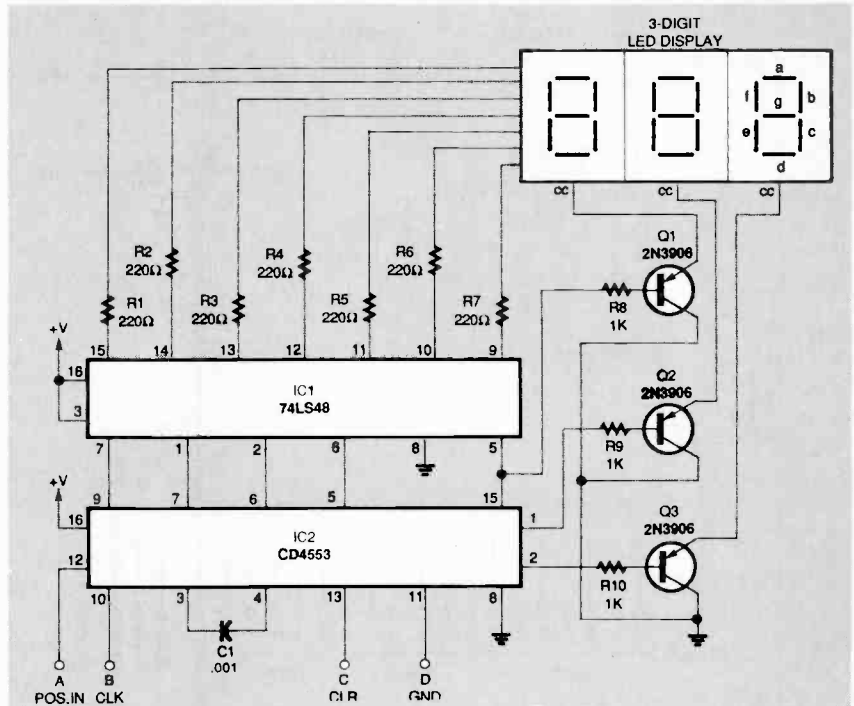 3-DIGIT
LED DISPLAY
a
f
g
b
e
c
d
cc
cc
cc
Q1
2N3906
R2
220Ω
R4
220Ω
R6
220Ω
R8
1K
R1
220Ω
R3
220Ω
R5
220Ω
R7
220Ω
+V
15
14
13
12
11
10
9
16
3
IC1
74LS48
Q2
2N3906
R9
1K
7
1
2
6
8
5
+V
9
7
6
5
15
16
12
IC2
CD4553
1
2
Q3
2N3906
R10
1K
10
3
4
13
11
8
C1
.001
A
B
C
D
POS.IN
CLK
CLR
GND